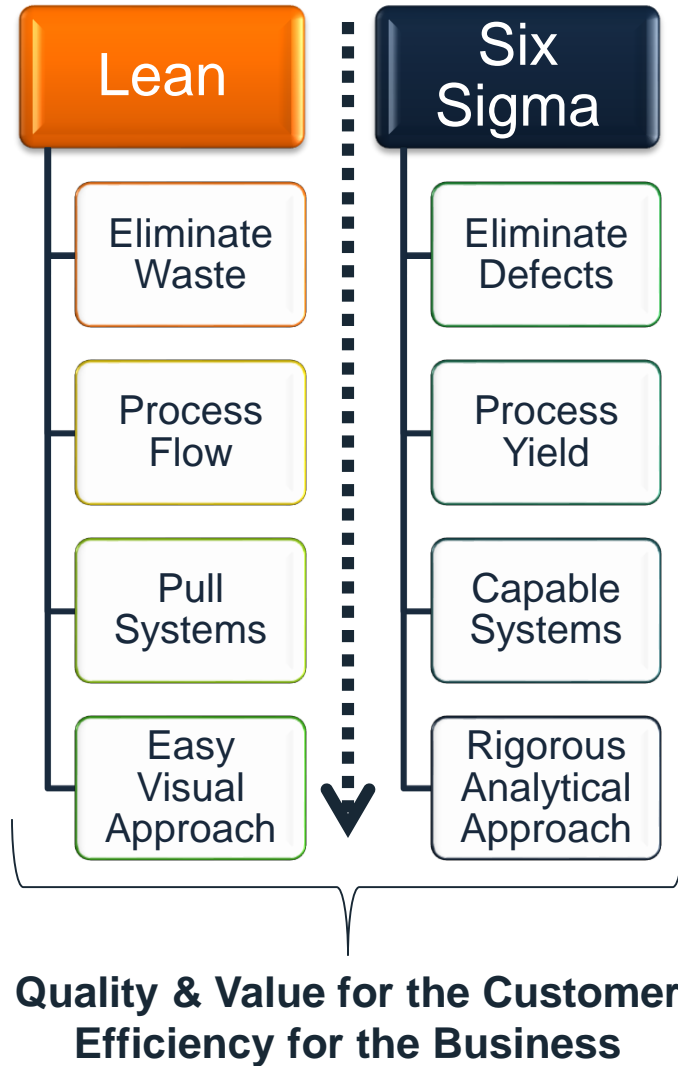 Lean
Eliminate
Waste
Process
Flow
Pull
Systems
Easy
Visual
Approach
Six
Sigma
Eliminate
Defects
Process
Yield
Capable
Systems
Rigorous
Analytical
Approach
Quality & Value for the Customer
Efficiency for the Business